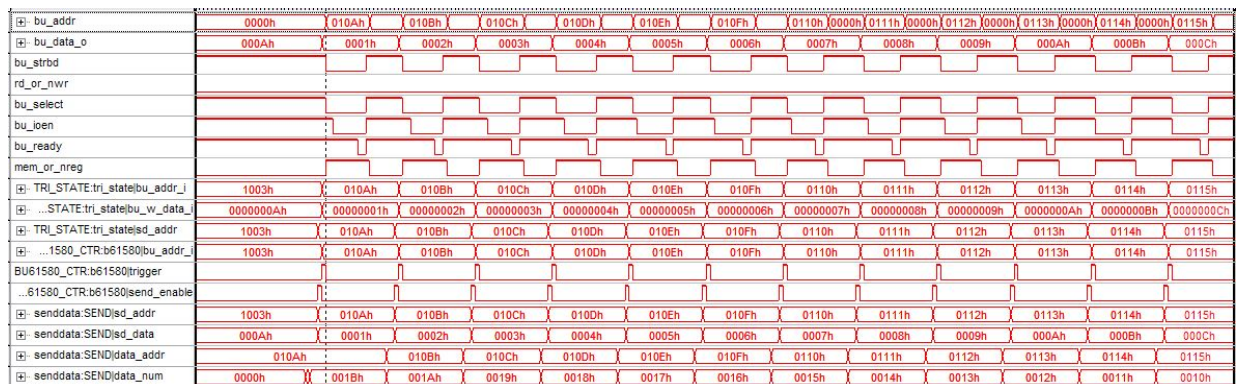 bu_addr 0000h 010Ah 010Bh 010Ch 010Dh 010Eh 010Fh 0110h 0000h 0111h 0000h 0112h 0000h 0113h 0000h 0114h 0000h 0115h
bu_data_o 000Ah 0001h 0002h 0003h 0004h 0005h 0006h 0007h 0008h 0009h 000Ah 000Bh 000Ch
bu_strbd
rd_or_nwr
bu_select
bu_ioen
bu_ready
mem_or_nreg
TRI_STATE:tri_state|bu_addr_i 1003h 010Ah 010Bh 010Ch 010Dh 010Eh 010Fh 0110h 0111h 0112h 0113h 0114h 0115h
...STATE:tri_state|bu_w_data_i 0000000Ah 00000001h 00000002h 00000003h 00000004h 00000005h 00000006h 00000007h 00000008h 00000009h 0000000Ah 0000000Bh 0000000Ch
TRI_STATE:tri_state|sd_addr 1003h 010Ah 010Bh 010Ch 010Dh 010Eh 010Fh 0110h 0111h 0112h 0113h 0114h 0115h
...1580_CTR:b61580|bu_addr_i 1003h 010Ah 010Bh 010Ch 010Dh 010Eh 010Fh 0110h 0111h 0112h 0113h 0114h 0115h
BU61580_CTR:b61580|trigger
...61580_CTR:b61580|send_enable
senddata:SEND|sd_addr 1003h 010Ah 010Bh 010Ch 010Dh 010Eh 010Fh 0110h 0111h 0112h 0113h 0114h 0115h
senddata:SEND|sd_data 000Ah 0001h 0002h 0003h 0004h 0005h 0006h 0007h 0008h 0009h 000Ah 000Bh 000Ch
senddata:SEND|data_addr 010Ah 010Bh 010Ch 010Dh 010Eh 010Fh 0110h 0111h 0112h 0113h 0114h 0115h
senddata:SEND|data_num 0000h 001Bh 001Ah 0019h 0018h 0017h 0016h 0015h 0014h 0013h 0012h 0011h 0010h